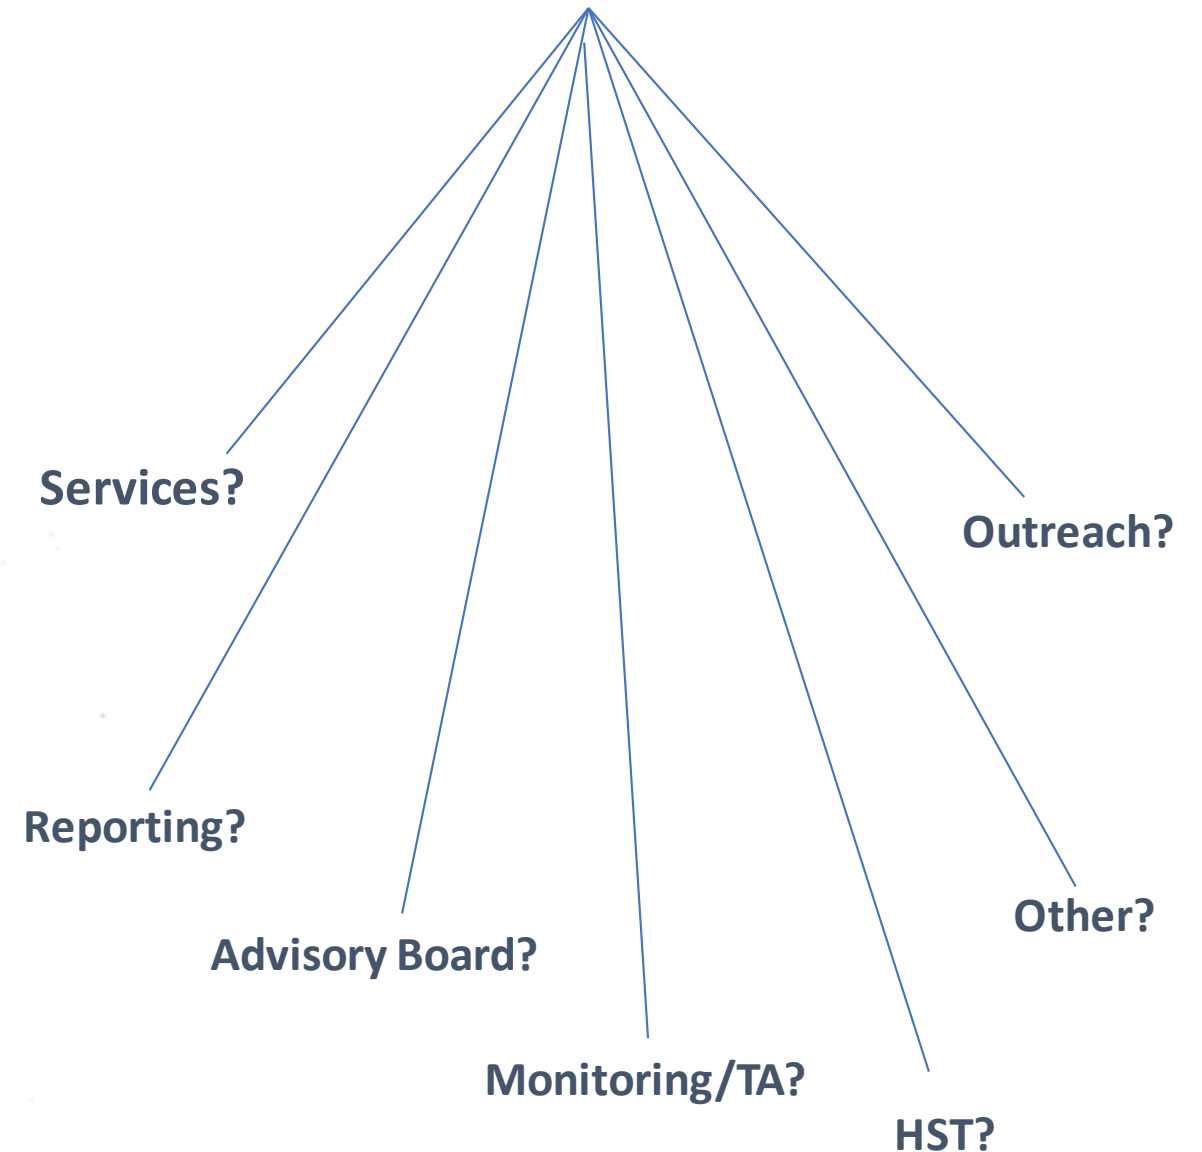 Services?
Outreach?
Reporting?
Other?
Advisory Board?
Monitoring/TA?
HST?